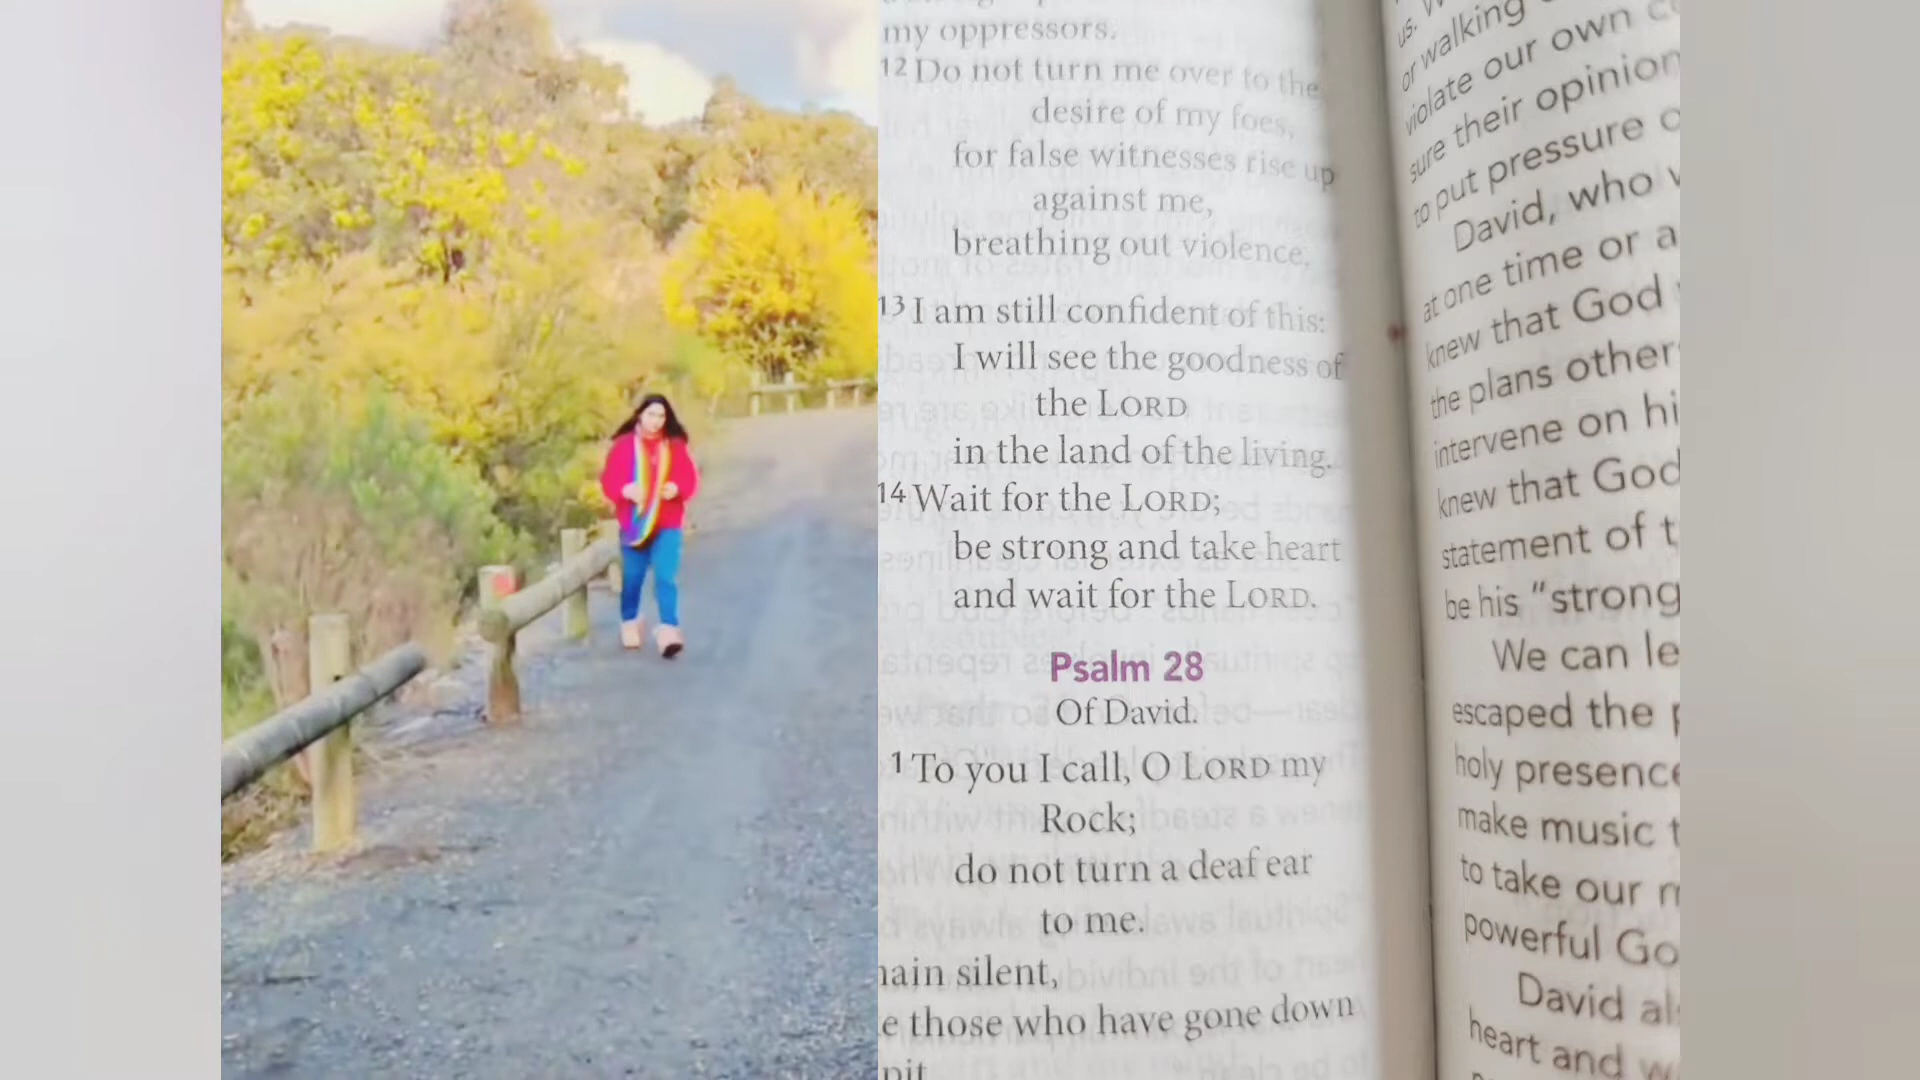 my oppressors.
12 Do not turn me over to the
desire of my foes,
for false witnesses rise up
against me,
breathing out violence.
13 I am still confident of this:
I will see the goodness of
the LORD
in the land of the living.
14 Wait for the LORD;
be strong and take heart
and wait for the LORD.
Psalm 28
Of David.
1 To you I call, O LORD my
Rock;
do not turn a deaf ear
to me.
silent,
those who have gone down
pit
us.
or walking
violate our own
sure their opinion
to put pressure
David, who
at one time or a
knew that God
the plans other
intervene on hi
knew that God
statement of t
be his "strong
We can le
escaped the
holy presence
make music t
to take our
powerful Go
David al
heart and w